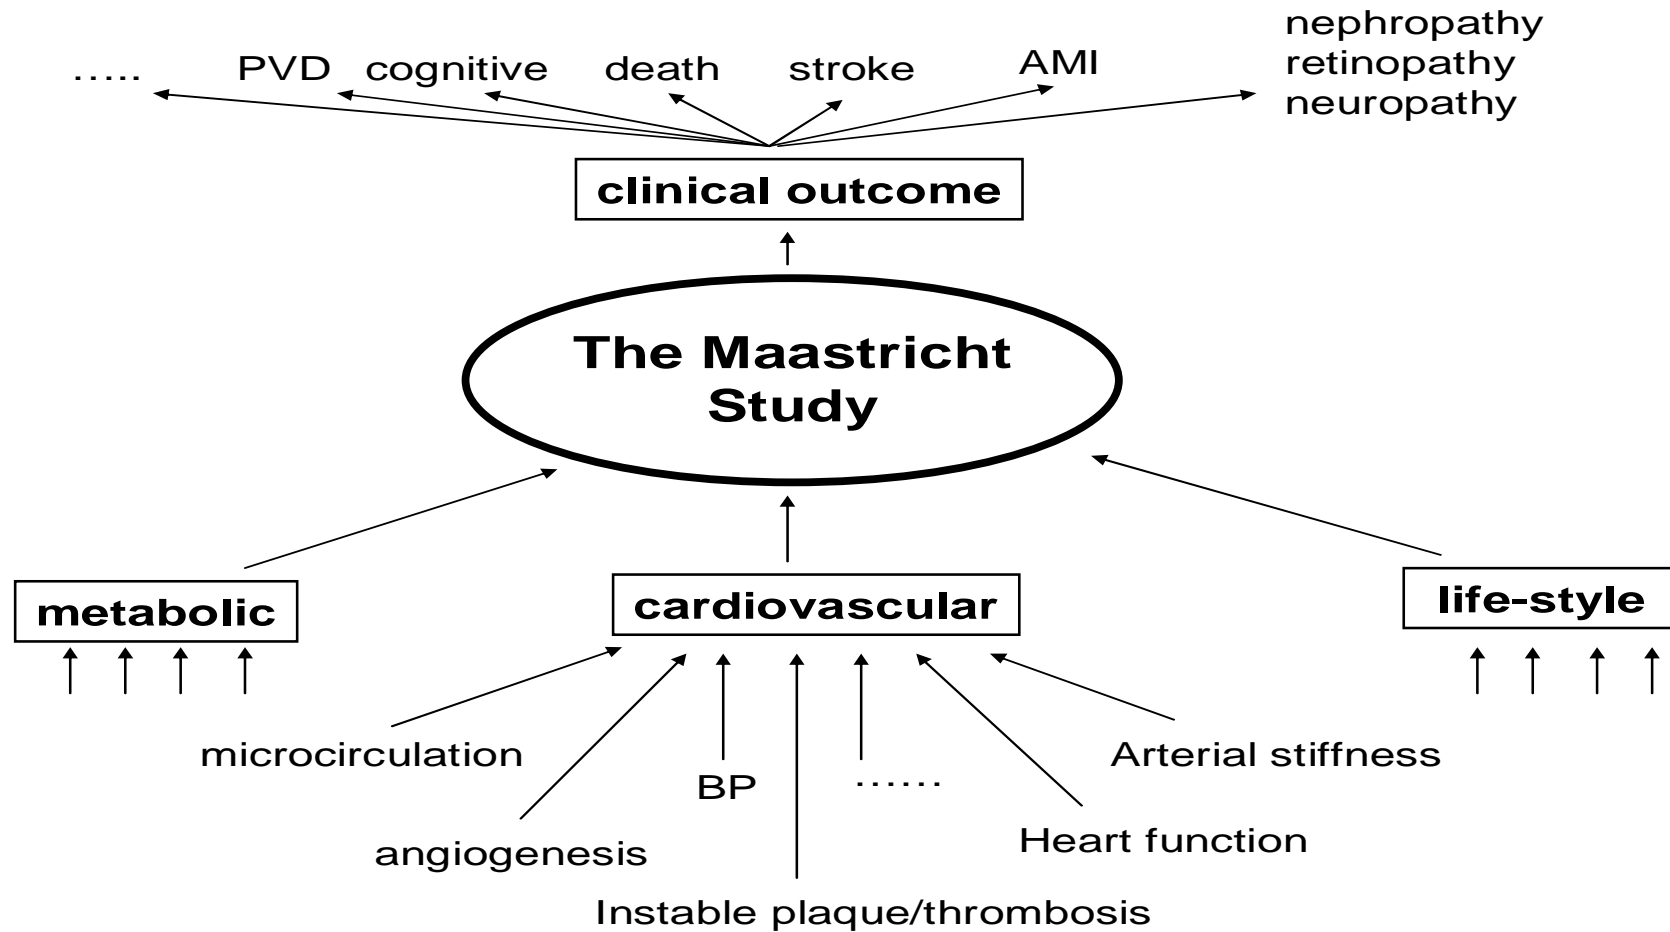 nephropathy
retinopathy
neuropathy
..... PVD cognitive death stroke AMI
clinical outcome
The Maastricht
Study
metabolic cardiovascular life-style
microcirculation
Arterial stiffness
BP
......
angiogenesis
Heart function
Instable plaque/thrombosis